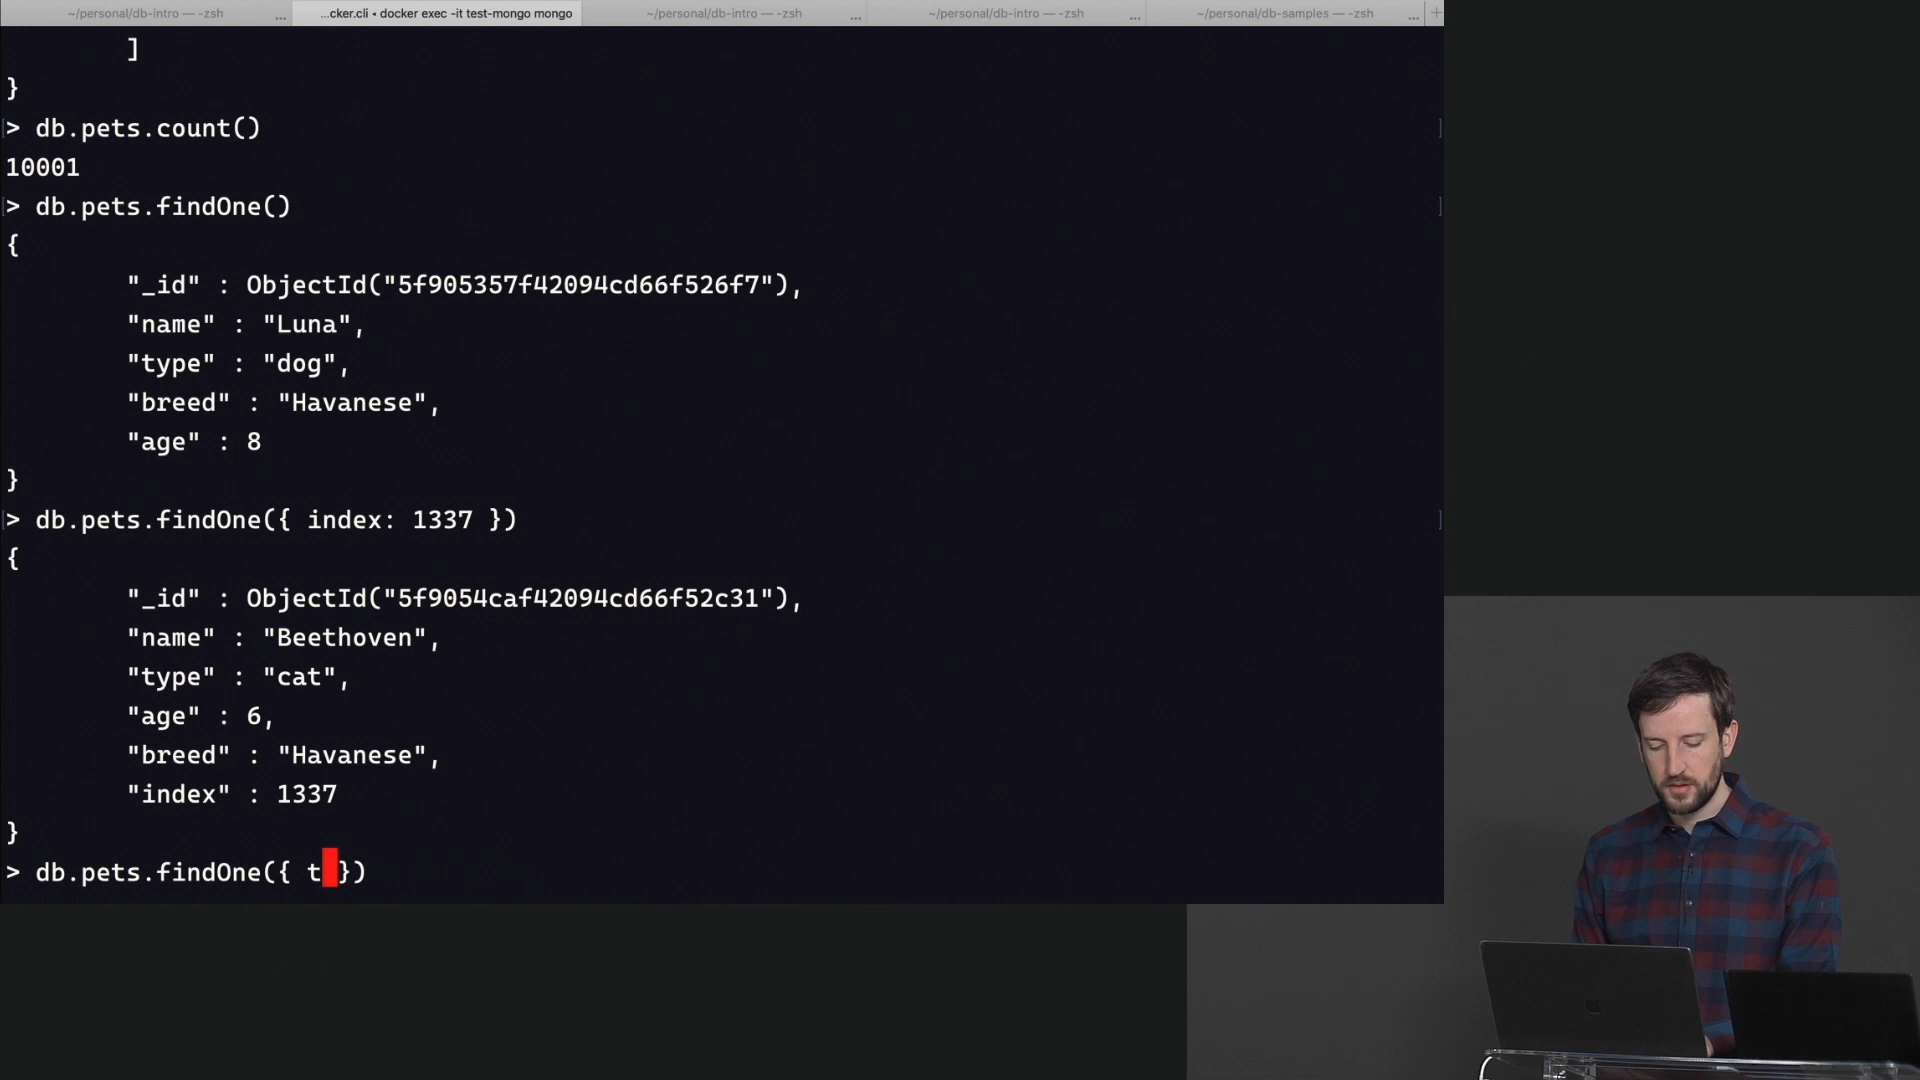 ~/personal/db-intro — -zsh ...
...cker.cli • docker exec -it test-mongo mongo
~/personal/db-intro — -zsh ...
~/personal/db-intro — -zsh ...
~/personal/db-samples — -zsh ... +
]
}
> db.pets.count()
10001
> db.pets.findOne()
{
"_id" : ObjectId("5f905357f42094cd66f526f7"),
"name" : "Luna",
"type" : "dog",
"breed" : "Havanese",
"age" : 8
}
> db.pets.findOne({ index: 1337 })
{
"_id" : ObjectId("5f9054caf42094cd66f52c31"),
"name" : "Beethoven",
"type" : "cat",
"age" : 6,
"breed" : "Havanese",
"index" : 1337
}
> db.pets.findOne({ t })